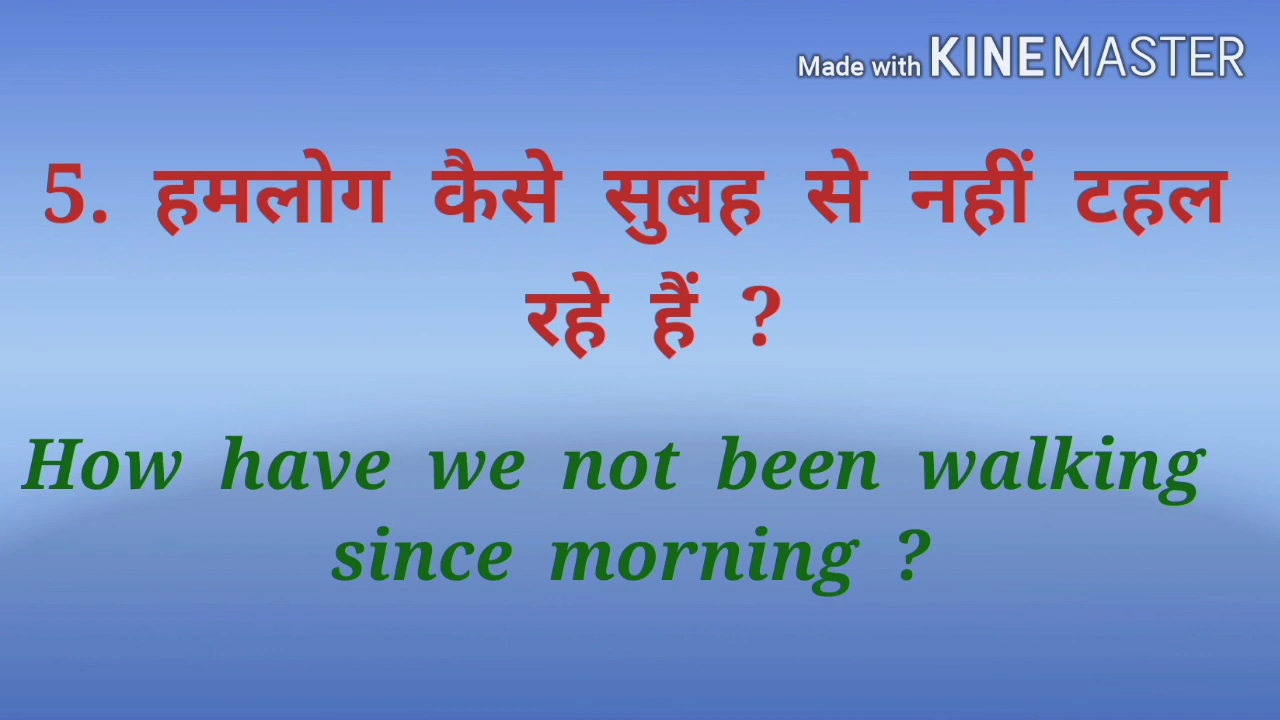 Made with KINEMASTER
5. हमलोग कैसे सुबह से नहीं टहल
रहे हैं ?
How have we not been walking
since morning ?